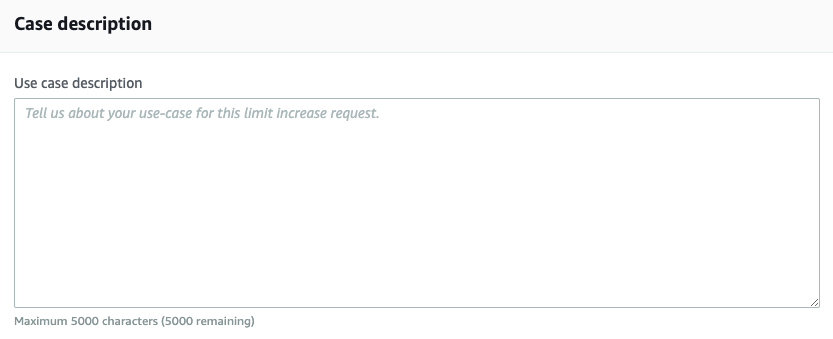 Case description
Use case description
Tell us about your use-case for this limit increase request.
Maximum 5000 characters (5000 remaining)